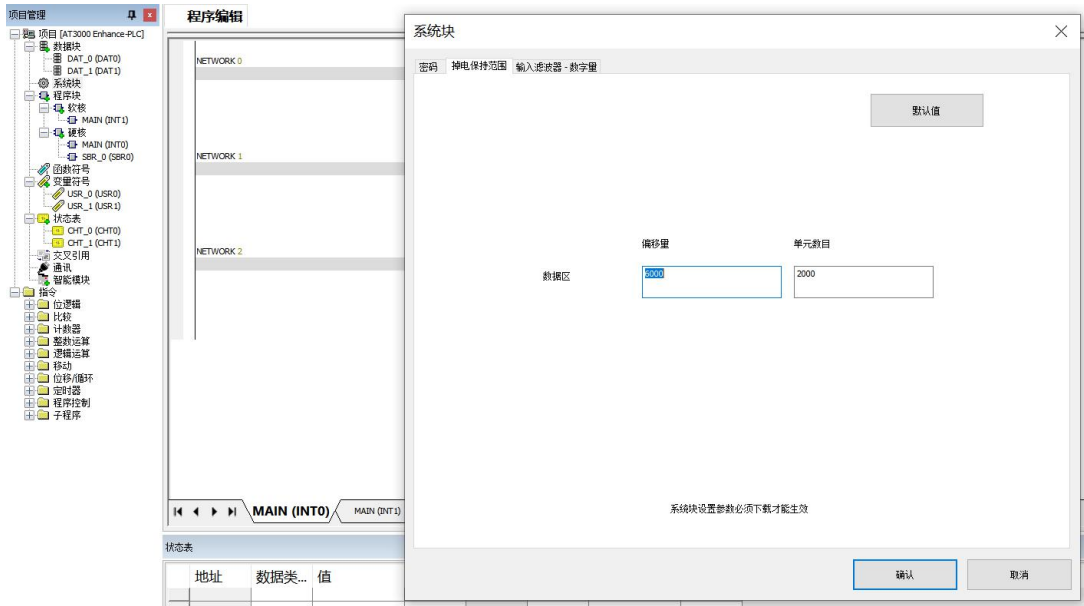 项目管理
项目 [AT3000 Enhance-PLC]
数据块
DAT_0 (DAT0)
DAT_1 (DAT1)
系统块
程序块
软核
MAIN (INT1)
硬核
MAIN (INT0)
SBR_0 (SBR0)
函数符号
变量符号
USR_0 (USR0)
USR_1 (USR1)
状态表
CHT_0 (CHT0)
CHT_1 (CHT1)
交叉引用
通讯
智能模块
指令
位逻辑
比较
计数器
整数运算
逻辑运算
移动
位移/循环
定时器
程序控制
子程序
程序编辑
NETWORK 0
NETWORK 1
NETWORK 2
MAIN (INT0)
MAIN (INT1)
状态表
地址 数据类... 值
系统块
密码 掉电保持范围 输入滤波器 - 数字量
默认值
偏移量 单元数目
数据区 6000 2000
系统块设置参数必须下载才能生效
确认 取消